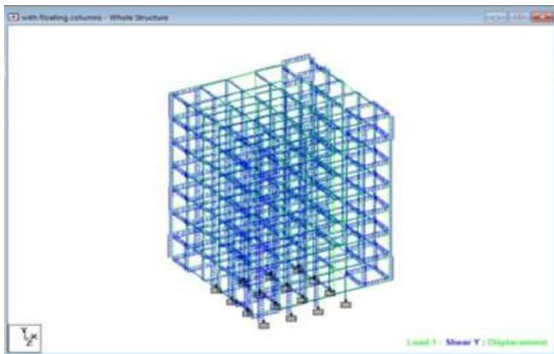 with floating columns - Whole Structure
Y
X
Z
Load 1 : Shear Y : Displacement